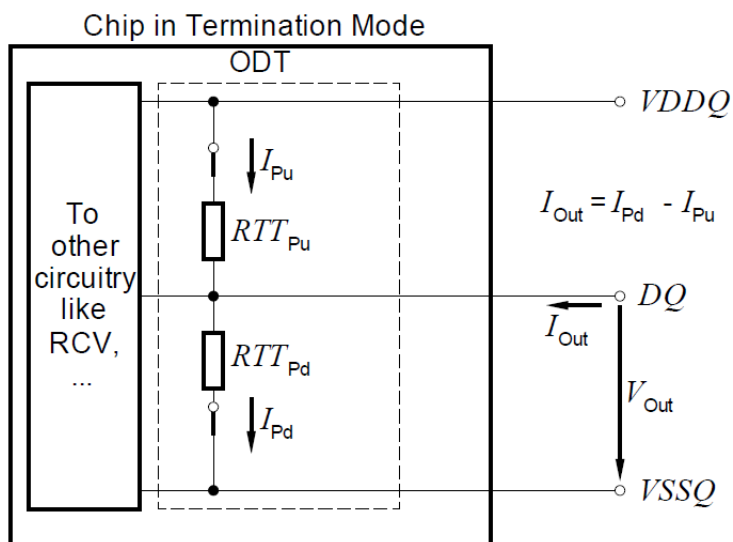 Chip in Termination Mode
ODT
VDDQ
I_Pu
I_Out = I_Pd - I_Pu
To
other
circuitry
like
RCV,
...
RTT_Pu
DQ
I_Out
RTT_Pd
V_Out
I_Pd
VSSQ